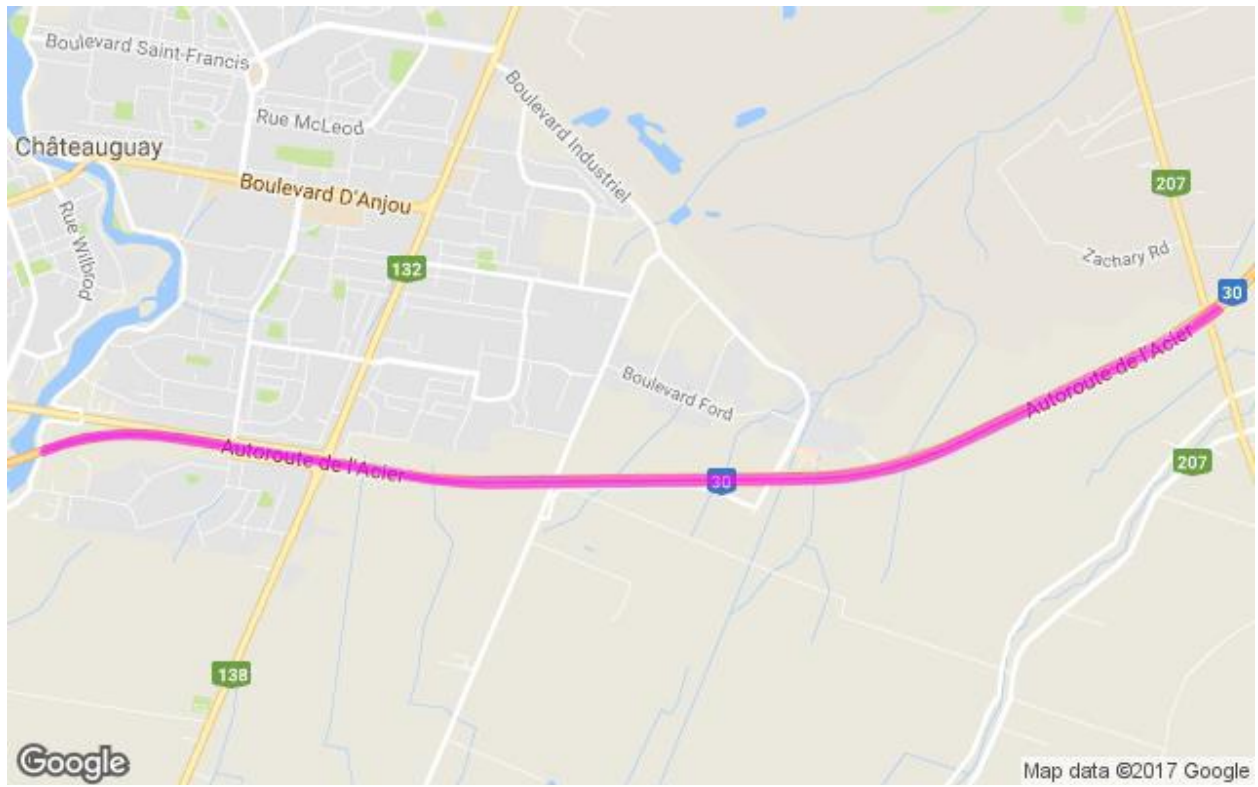 Boulevard Saint-Francis
Rue McLeod
Boulevard Industriel
Châteauguay
Boulevard D'Anjou
207
Rue Wilbrod
132
Zachary Rd
30
Autoroute de l'Acier
Boulevard Ford
Autoroute de l'Acier
30
207
138
Google
Map data ©2017 Google